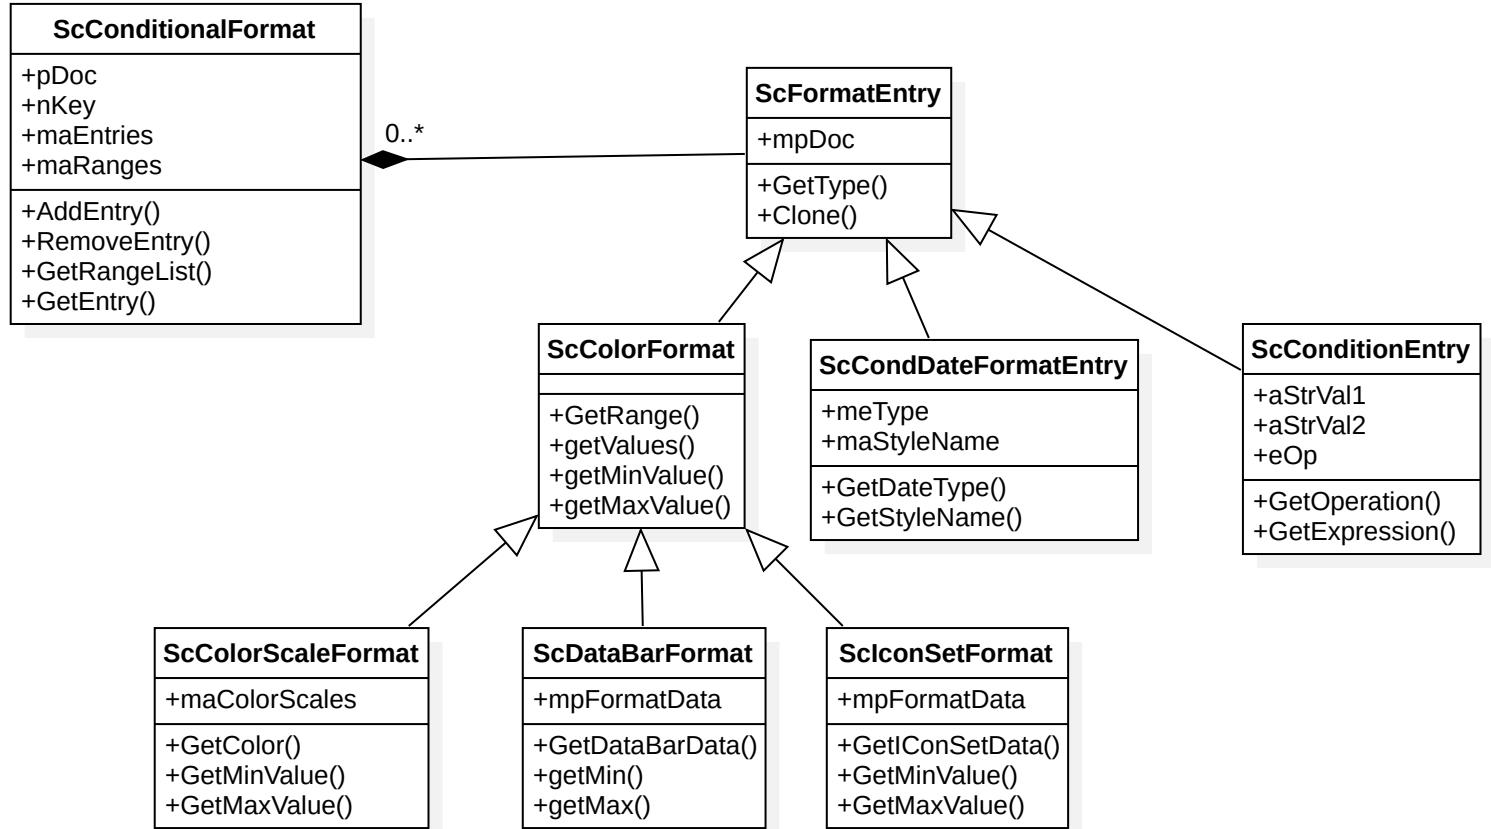 ScConditionalFormat
+pDoc
+nKey
+maEntries
+maRanges
+AddEntry()
+RemoveEntry()
+GetRangeList()
+GetEntry()
0..*
ScFormatEntry
+mpDoc
+GetType()
+Clone()
ScColorFormat
+GetRange()
+getValues()
+getMinValue()
+getMaxValue()
ScCondDateFormatEntry
+meType
+maStyleName
+GetDateType()
+GetStyleName()
ScConditionEntry
+aStrVal1
+aStrVal2
+eOp
+GetOperation()
+GetExpression()
ScColorScaleFormat
+maColorScales
+GetColor()
+GetMinValue()
+GetMaxValue()
ScDataBarFormat
+mpFormatData
+GetDataBarData()
+getMin()
+getMax()
ScIconSetFormat
+mpFormatData
+GetIConSetData()
+GetMinValue()
+GetMaxValue()